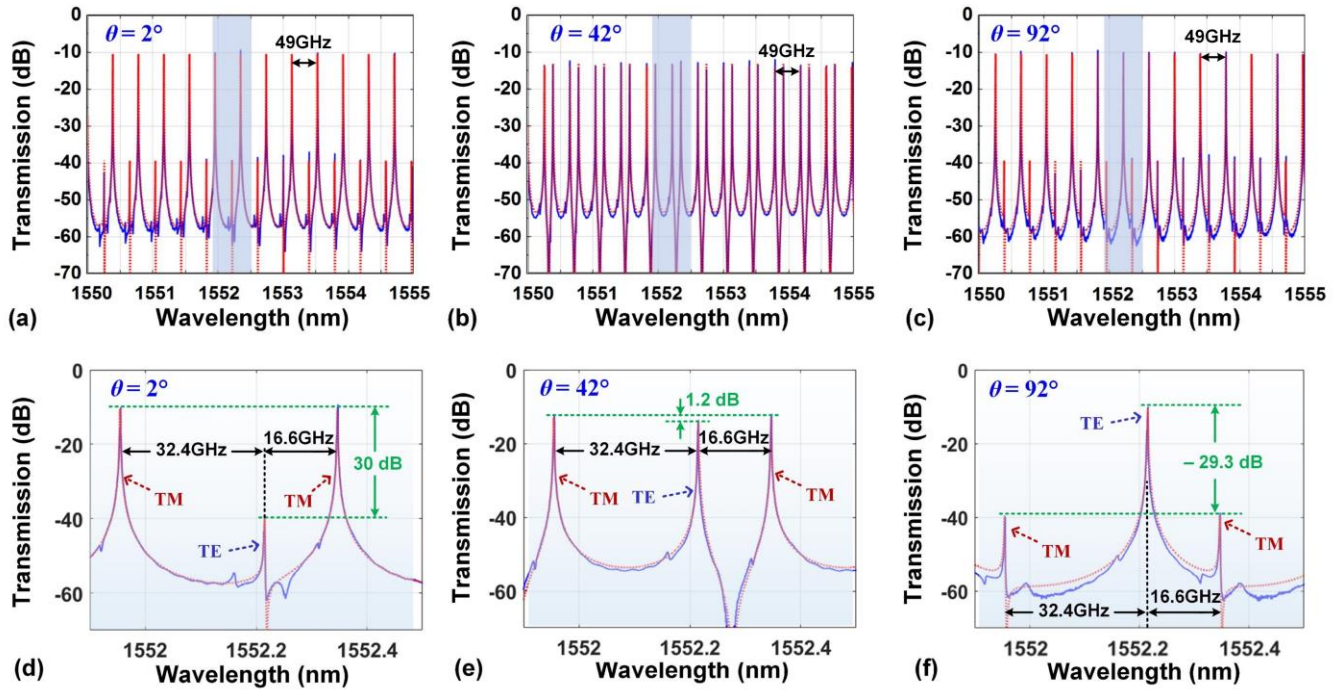 θ = 2°
49GHz
Transmission (dB)
0
-10
-20
-30
-40
-50
-60
-70
1550 1551 1552 1553 1554 1555
Wavelength (nm)
(a)
θ = 42°
49GHz
Transmission (dB)
0
-10
-20
-30
-40
-50
-60
-70
1550 1551 1552 1553 1554 1555
Wavelength (nm)
(b)
θ = 92°
49GHz
Transmission (dB)
0
-10
-20
-30
-40
-50
-60
-70
1550 1551 1552 1553 1554 1555
Wavelength (nm)
(c)
θ = 2°
32.4GHz 16.6GHz
30 dB
TM TM
TE
Transmission (dB)
0
-20
-40
-60
1552 1552.2 1552.4
Wavelength (nm)
(d)
θ = 42°
1.2 dB
32.4GHz 16.6GHz
TM TE TM
Transmission (dB)
0
-20
-40
-60
1552 1552.2 1552.4
Wavelength (nm)
(e)
θ = 92°
TE
– 29.3 dB
TM TM
32.4GHz 16.6GHz
Transmission (dB)
0
-20
-40
-60
1552 1552.2 1552.4
Wavelength (nm)
(f)